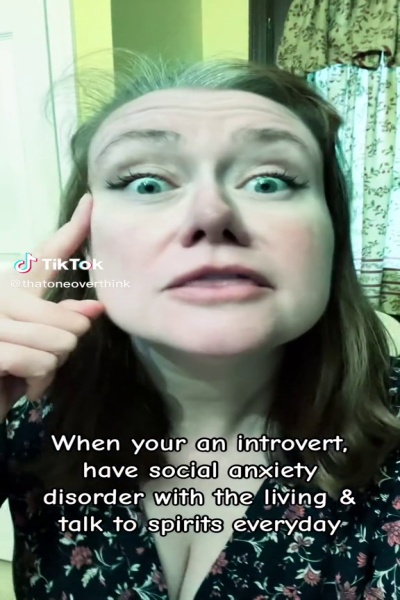 TikTok
@thatoneoverthink
When your an introvert,
have social anxiety
disorder with the living &
talk to spirits everyday